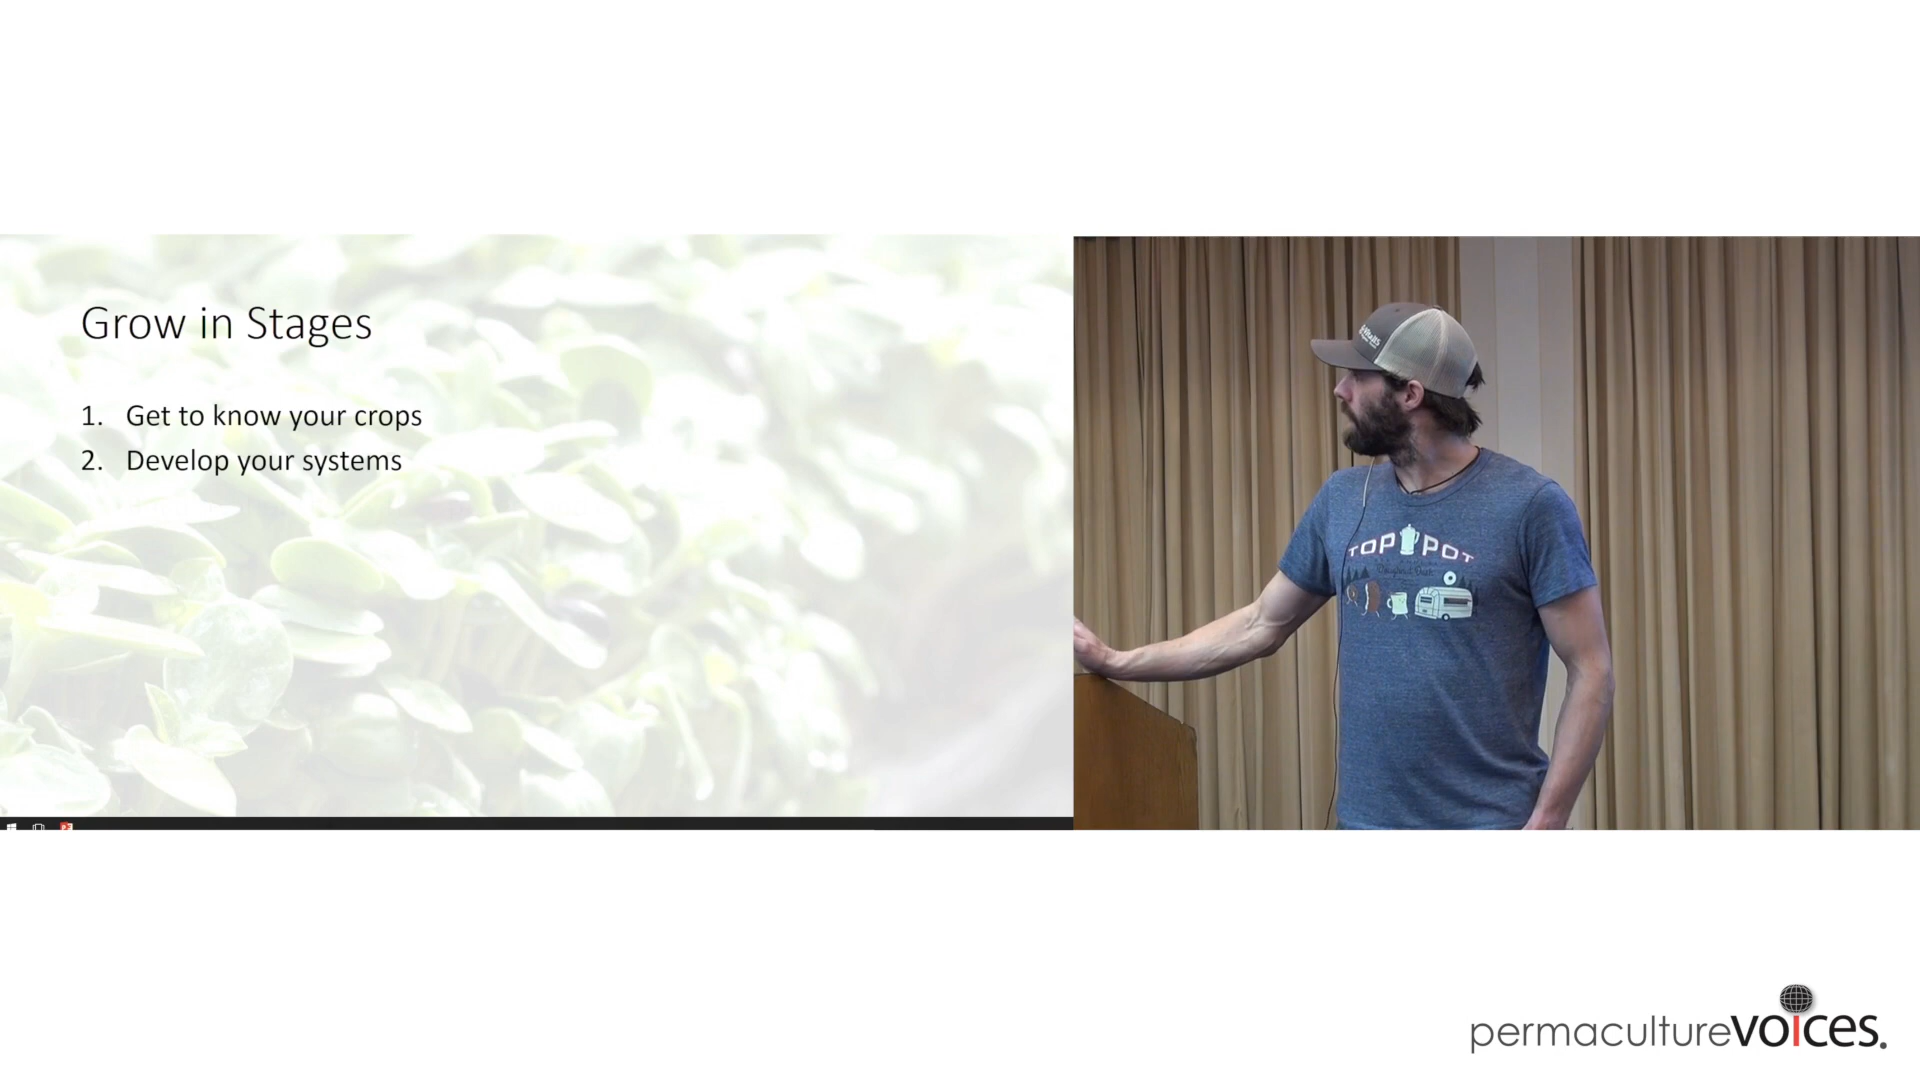 Grow in Stages
1. Get to know your crops
2. Develop your systems
TOP POT
permaculturevoices.